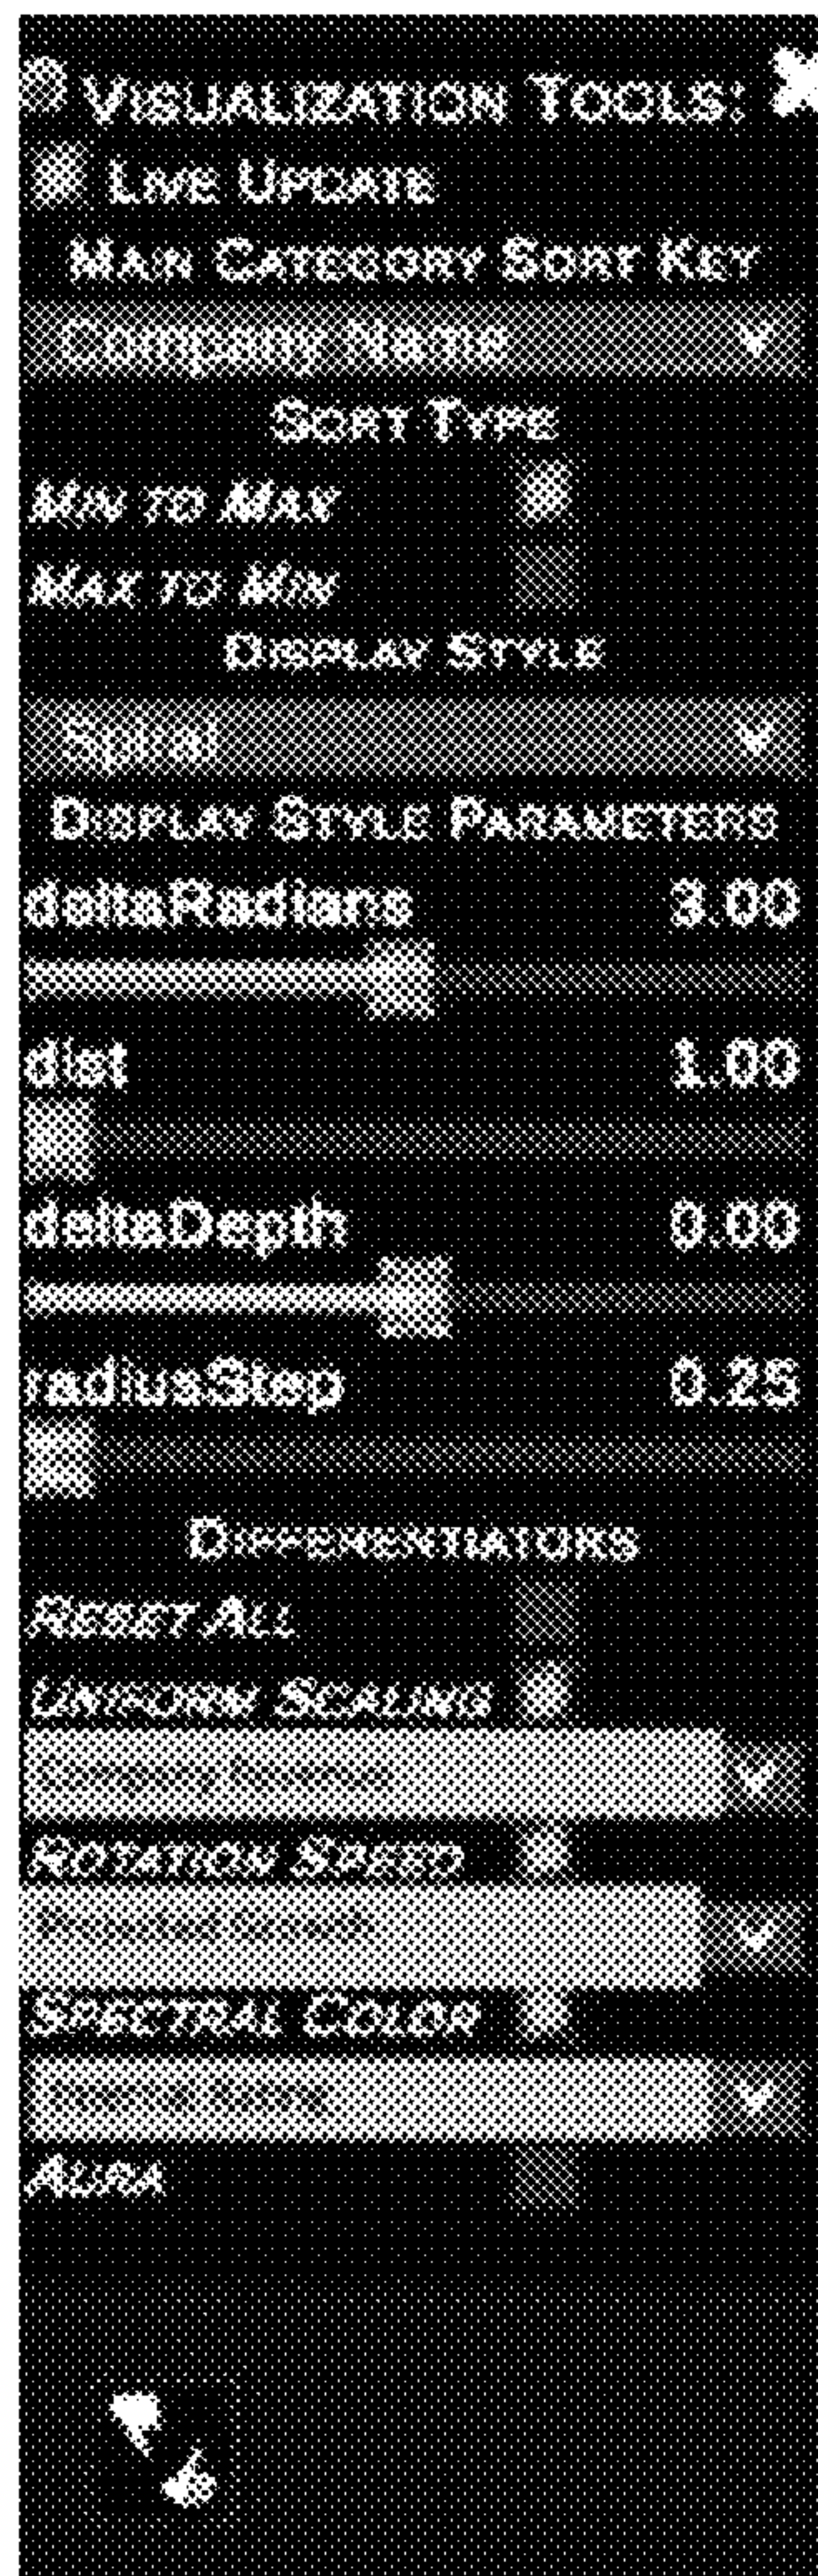 VISUALIZATION TOOLS:
LIVE UPDATE
MAIN CATEGORY SORT KEY
Company Name
SORT TYPE
MIN TO MAX
MAX TO MIN
DISPLAY STYLE
Spiral
DISPLAY STYLE PARAMETERS
deltaRadians 3.00
dist 1.00
deltaDepth 0.00
radiusStep 0.25
DIFFERENTIATORS
RESET ALL
UNIFORM SCALING
ROTATION SPEED
SPECTRAL COLOR
AURA